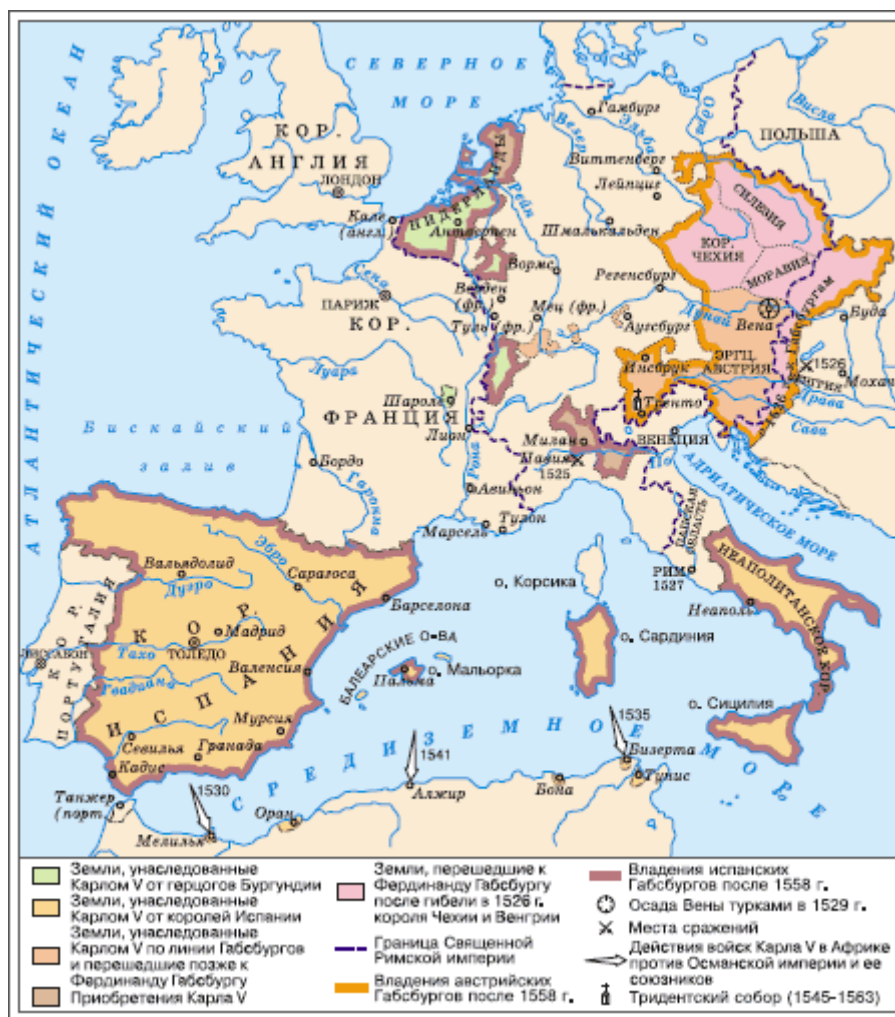 СЕВЕРНОЕ
МОРЕ
АТЛАНТИЧЕСКИЙ ОКЕАН
КОР.
АНГЛИЯ
ЛОНДОН
Кале
(англ.)
НИДЕРЛАНДЫ
Антверпен
Рейн
Везер
Эльба
Одер
Висла
Гамбург
ПОЛЬША
Виттенберг
Лейпциг
Шмалькальден
СИЛЕЗИЯ
КОР.
ЧЕХИЯ
МОРАВИЯ
Вормс
Регенсбург
Сена
ПАРИЖ
Верден
(фр.)
Мец (фр.)
Туль (фр.)
КОР.
ФРАНЦИЯ
Дунай
Вена
Буда
Аугсбург
ЭРГЦ.
АВСТРИЯ
Инсбрук
1526
Мохач
Драва
Сава
Луара
Шароле
Лион
Тренто
Милан
ВЕНЕЦИЯ
Павия
1525
По
Бискайский
залив
Бордо
Гаронна
Рона
Авиньон
Марсель
Тулон
АДРИАТИЧЕСКОЕ МОРЕ
ПАПСКАЯ
ОБЛАСТЬ
РИМ
1527
НЕАПОЛИТАНСКОЕ КОР.
Неаполь
о. Корсика
о. Сардиния
о. Сицилия
Эбро
Вальядолид
Дуэро
Сарагоса
Барселона
КОР.
ПОРТУГАЛИЯ
ЛИССАБОН
КОР.
ИСПАНИЯ
Мадрид
Тахо
ТОЛЕДО
Валенсия
Гвадиана
БАЛЕАРСКИЕ О-ВА
Пальма
о. Мальорка
Мурсия
Севилья
Гранада
Кадис
СРЕДИЗЕМНОЕ МОРЕ
1530
1541
1535
Танжер
(порт.)
Мелилья
Оран
Алжир
Бона
Бизерта
Тунис
Земли, унаследованные
Карлом V от герцогов Бургундии
Земли, унаследованные
Карлом V от королей Испании
Земли, унаследованные
Карлом V по линии Габсбургов
и перешедшие позже к
Фердинанду Габсбургу
Приобретения Карла V
Земли, перешедшие к
Фердинанду Габсбургу
после гибели в 1526 г.
короля Чехии и Венгрии
Граница Священной
Римской империи
Владения австрийских
Габсбургов после 1558 г.
Владения испанских
Габсбургов после 1558 г.
Осада Вены турками в 1529 г.
Места сражений
Действия войск Карла V в Африке
против Османской империи и ее
союзников
Тридентский собор (1545–1563)